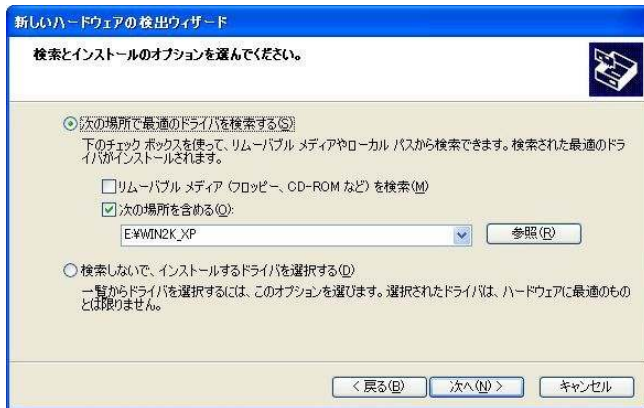 新しいハードウェアの検出ウィザード
検索とインストールのオプションを選んでください。
次の場所で最適のドライバを検索する(S)
下のチェック ボックスを使って、リムーバブル メディアやローカル パスから検索できます。検索された最適のドラ
イバがインストールされます。
リムーバブル メディア (フロッピー、CD-ROM など) を検索(M)
次の場所を含める(O):
E:¥WIN2K_XP
参照(R)
検索しないで、インストールするドライバを選択する(D)
一覧からドライバを選択するには、このオプションを選びます。選択されたドライバは、ハードウェアに最適のもの
とは限りません。
< 戻る(B)
次へ(N) >
キャンセル